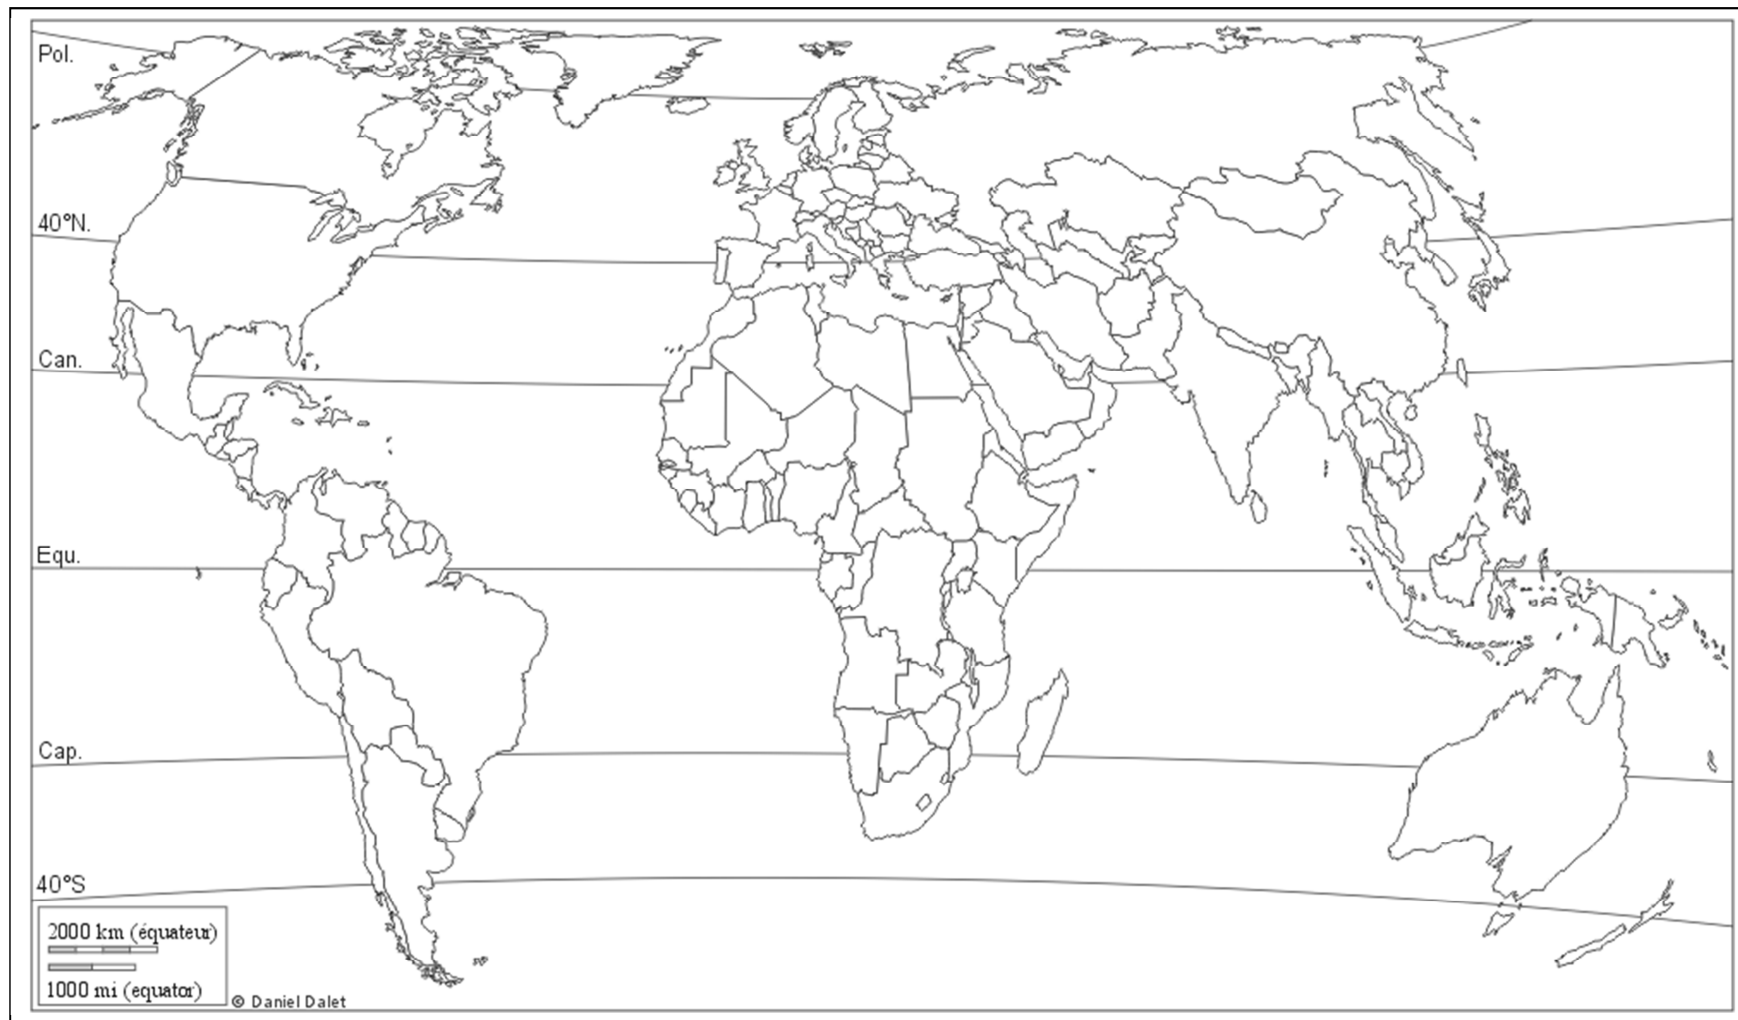 Pol.
40°N.
Can.
Equ.
Cap.
40°S
2000 km (équateur)
1000 mi (equator)
© Daniel Dalet